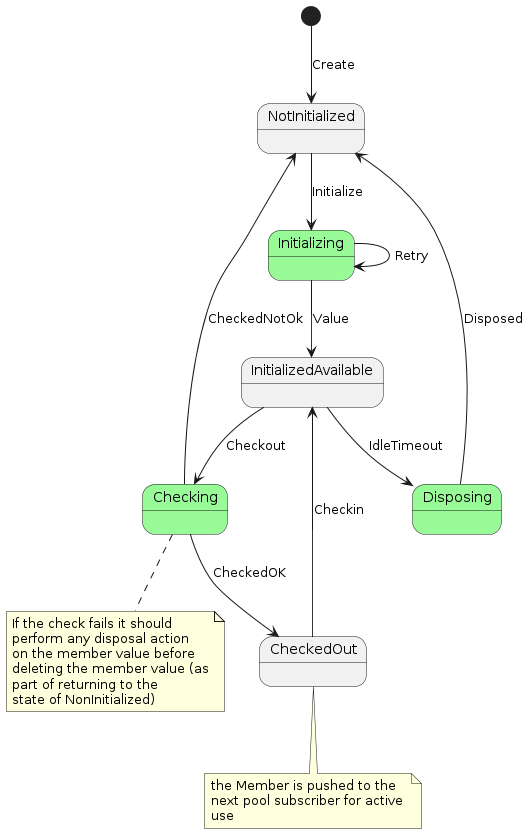 Create
NotInitialized
Initialize
Initializing
Retry
CheckedNotOk
Value
Disposed
InitializedAvailable
Checkout
IdleTimeout
Checking
Checkin
Disposing
CheckedOK
If the check fails it should
perform any disposal action
on the member value before
deleting the member value (as
part of returning to the
state of NonInitialized)
CheckedOut
the Member is pushed to the
next pool subscriber for active
use